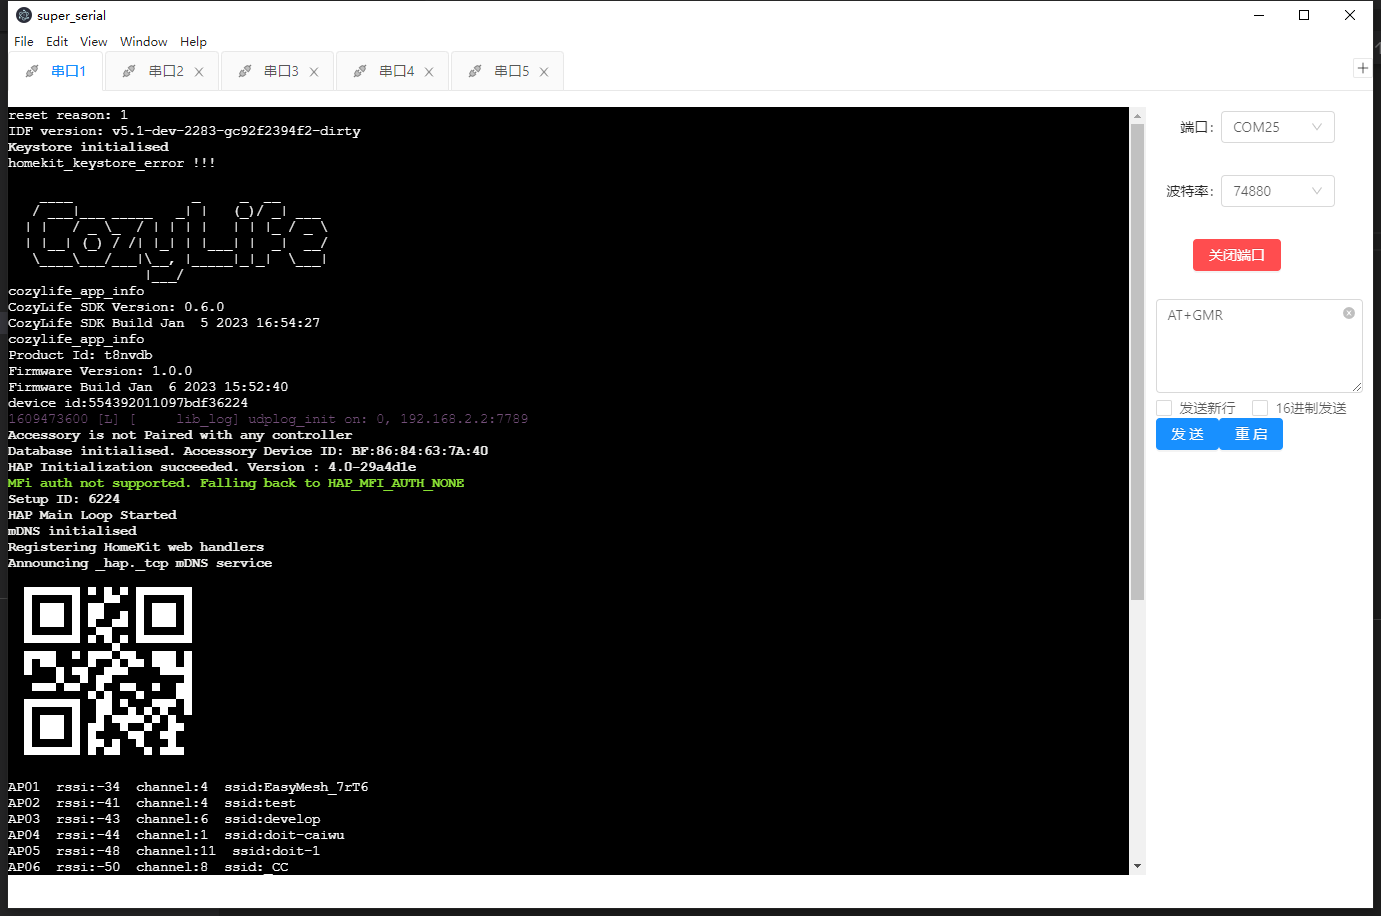 super_serial
File Edit View Window Help
串口1 串口2 串口3 串口4 串口5
reset reason: 1
IDF version: v5.1-dev-2283-gc92f2394f2-dirty
Keystore initialised
homekit_keystore_error !!!
CozyLife
cozylife_app_info
CozyLife SDK Version: 0.6.0
CozyLife SDK Build Jan  5 2023 16:54:27
cozylife_app_info
Product Id: t8nvdb
Firmware Version: 1.0.0
Firmware Build Jan  6 2023 15:52:40
device id:554392011097bdf36224
1609473600 [L] [     lib_log] udplog_init on: 0, 192.168.2.2:7789
Accessory is not Paired with any controller
Database initialised. Accessory Device ID: BF:86:84:63:7A:40
HAP Initialization succeeded. Version : 4.0-29a4d1e
MFi auth not supported. Falling back to HAP_MFI_AUTH_NONE
Setup ID: 6224
HAP Main Loop Started
mDNS initialised
Registering HomeKit web handlers
Announcing _hap._tcp mDNS service
AP01  rssi:-34  channel:4  ssid:EasyMesh_7rT6
AP02  rssi:-41  channel:4  ssid:test
AP03  rssi:-43  channel:6  ssid:develop
AP04  rssi:-44  channel:1  ssid:doit-caiwu
AP05  rssi:-48  channel:11  ssid:doit-1
AP06  rssi:-50  channel:8  ssid:_CC
端口: COM25
波特率: 74880
关闭端口
AT+GMR
发送新行 16进制发送
发 送 重 启